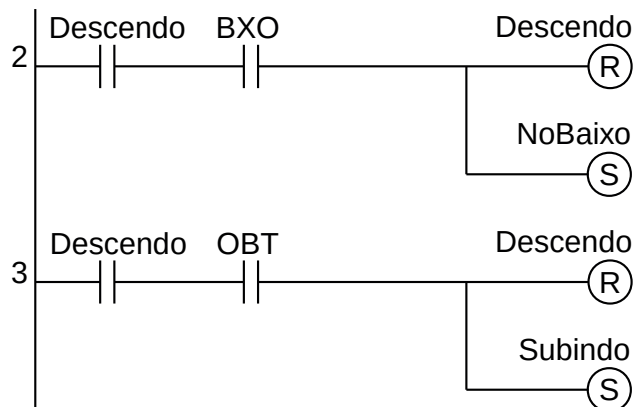 Descendo BXO Descendo
2 R
NoBaixo
S
Descendo OBT Descendo
3 R
Subindo
S